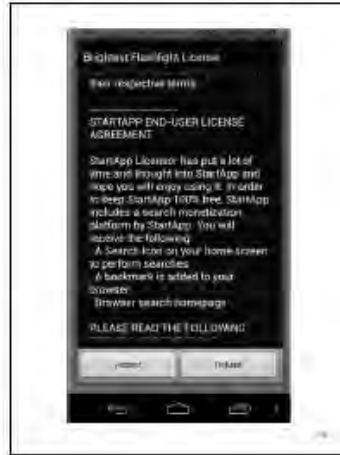 Brightest Flashlight License
their respective terms.
STARTAPP END-USER LICENSE
AGREEMENT
StartApp Licensor has put a lot of
time and thought into StartApp and
hope you will enjoy using it. In order
to keep StartApp 100% free, StartApp
includes a search monetization
platform by StartApp. You will
receive the following:
A Search Icon on your home screen
to perform searches
A bookmark is added to your
browser
Browser search homepage
PLEASE READ THE FOLLOWING
Accept Refuse